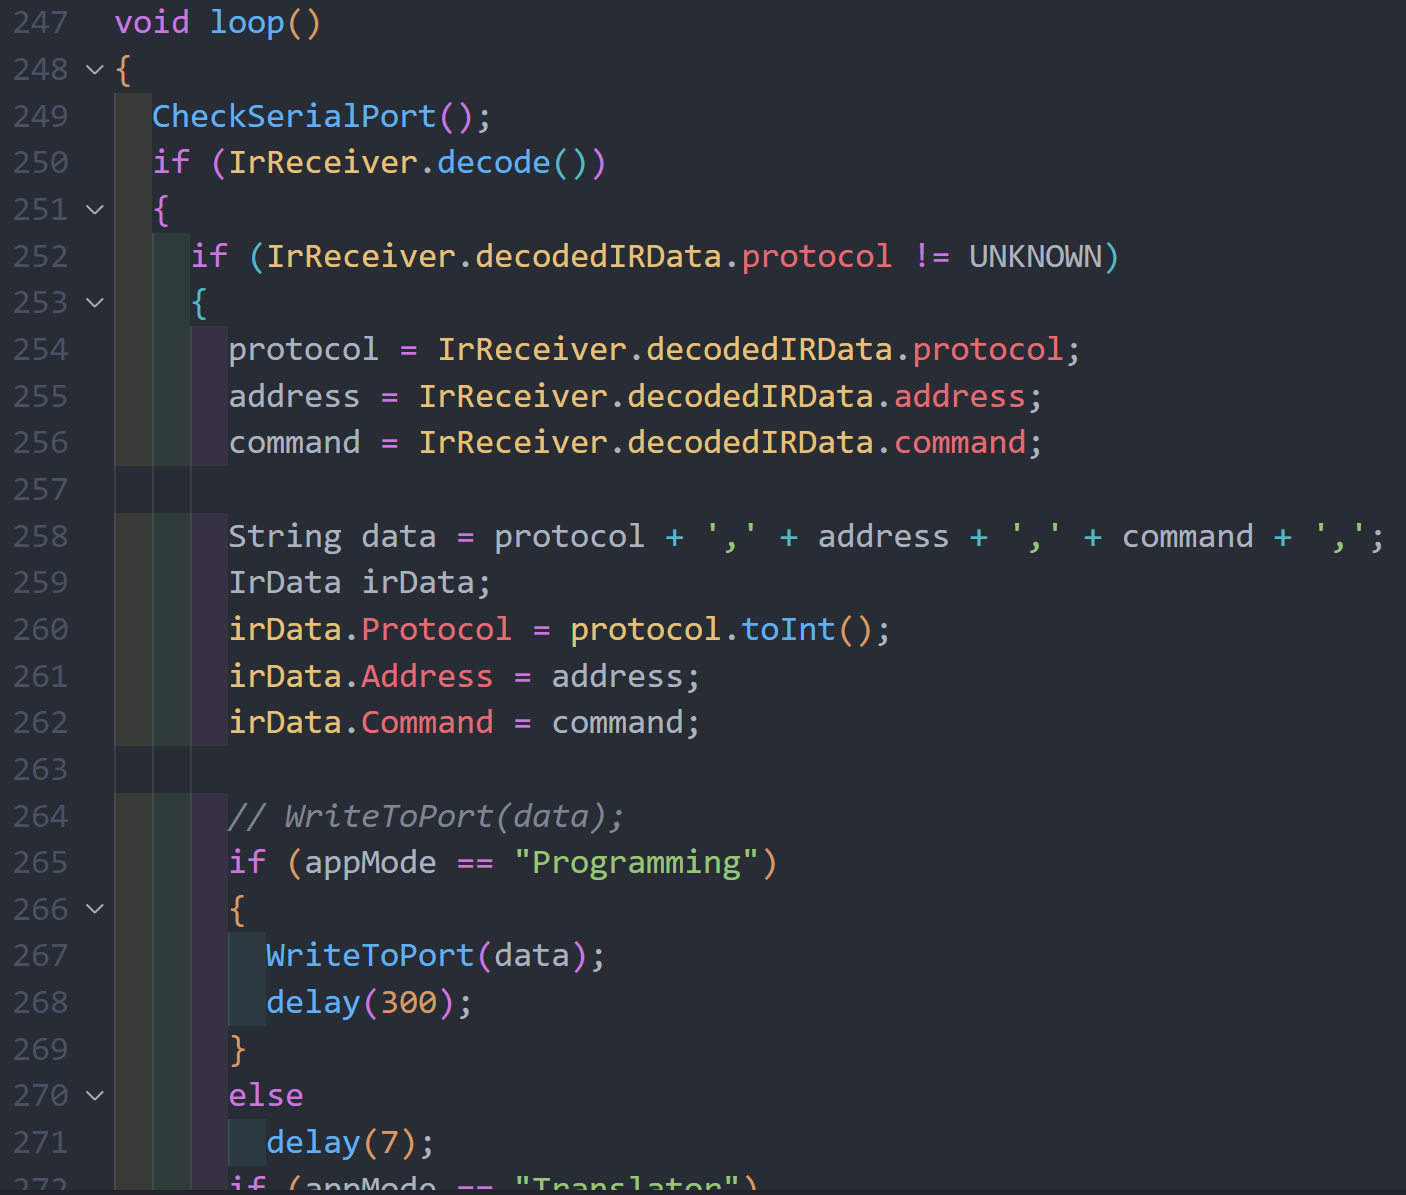 247 void loop()
248 {
249 CheckSerialPort();
250 if (IrReceiver.decode())
251 {
252 if (IrReceiver.decodedIRData.protocol != UNKNOWN)
253 {
254 protocol = IrReceiver.decodedIRData.protocol;
255 address = IrReceiver.decodedIRData.address;
256 command = IrReceiver.decodedIRData.command;
257
258 String data = protocol + ',' + address + ',' + command + ',';
259 IrData irData;
260 irData.Protocol = protocol.toInt();
261 irData.Address = address;
262 irData.Command = command;
263
264 // WriteToPort(data);
265 if (appMode == "Programming")
266 {
267 WriteToPort(data);
268 delay(300);
269 }
270 else
271 delay(7);
272 if (appMode == "Translator")